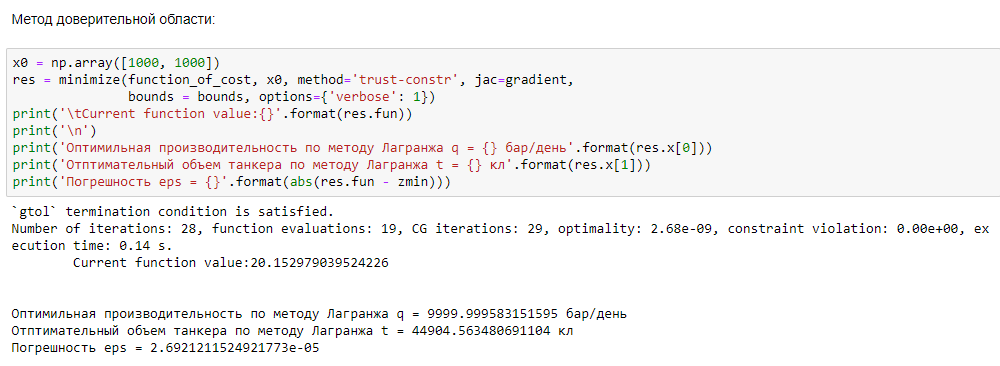 Метод доверительной области:
x0 = np.array([1000, 1000])
res = minimize(function_of_cost, x0, method='trust-constr', jac=gradient,
               bounds = bounds, options={'verbose': 1})
print('\tCurrent function value:{}'.format(res.fun))
print('\n')
print('Оптимильная производительность по методу Лагранжа q = {} бар/день'.format(res.x[0]))
print('Отптимательный объем танкера по методу Лагранжа t = {} кл'.format(res.x[1]))
print('Погрешность eps = {}'.format(abs(res.fun - zmin)))
`gtol` termination condition is satisfied.
Number of iterations: 28, function evaluations: 19, CG iterations: 29, optimality: 2.68e-09, constraint violation: 0.00e+00, ex
ecution time: 0.14 s.
        Current function value:20.152979039524226
Оптимильная производительность по методу Лагранжа q = 9999.999583151595 бар/день
Отптимательный объем танкера по методу Лагранжа t = 44904.563480691104 кл
Погрешность eps = 2.6921211524921773e-05